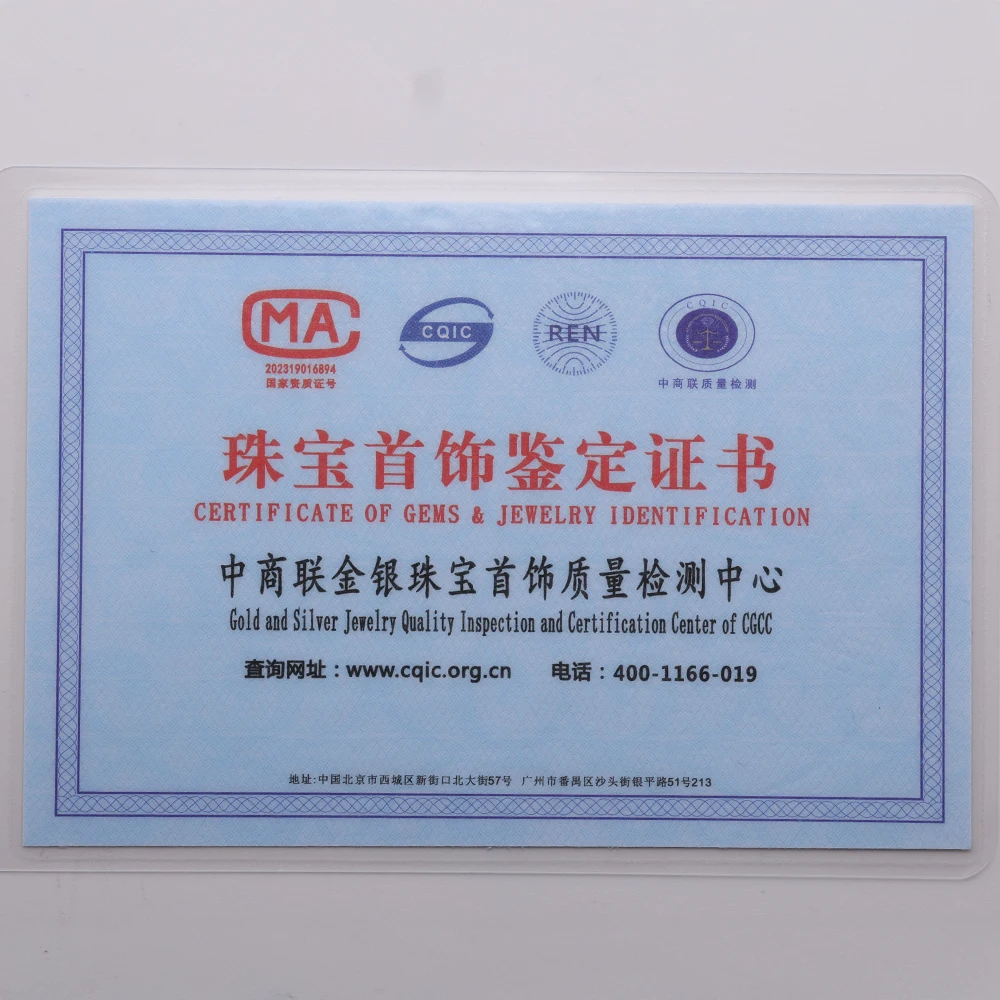 MA
CQIC
REN
CQIC
202319016894
国家资质证号
中商联质量检测
珠宝首饰鉴定证书
CERTIFICATE OF GEMS & JEWELRY IDENTIFICATION
中商联金银珠宝首饰质量检测中心
Gold and Silver Jewelry Quality Inspection and Certification Center of CGCC
查询网址：www.cqic.org.cn 电话：400-1166-019
地址:中国北京市西城区新街口北大街57号 广州市番禺区沙头街银平路51号213